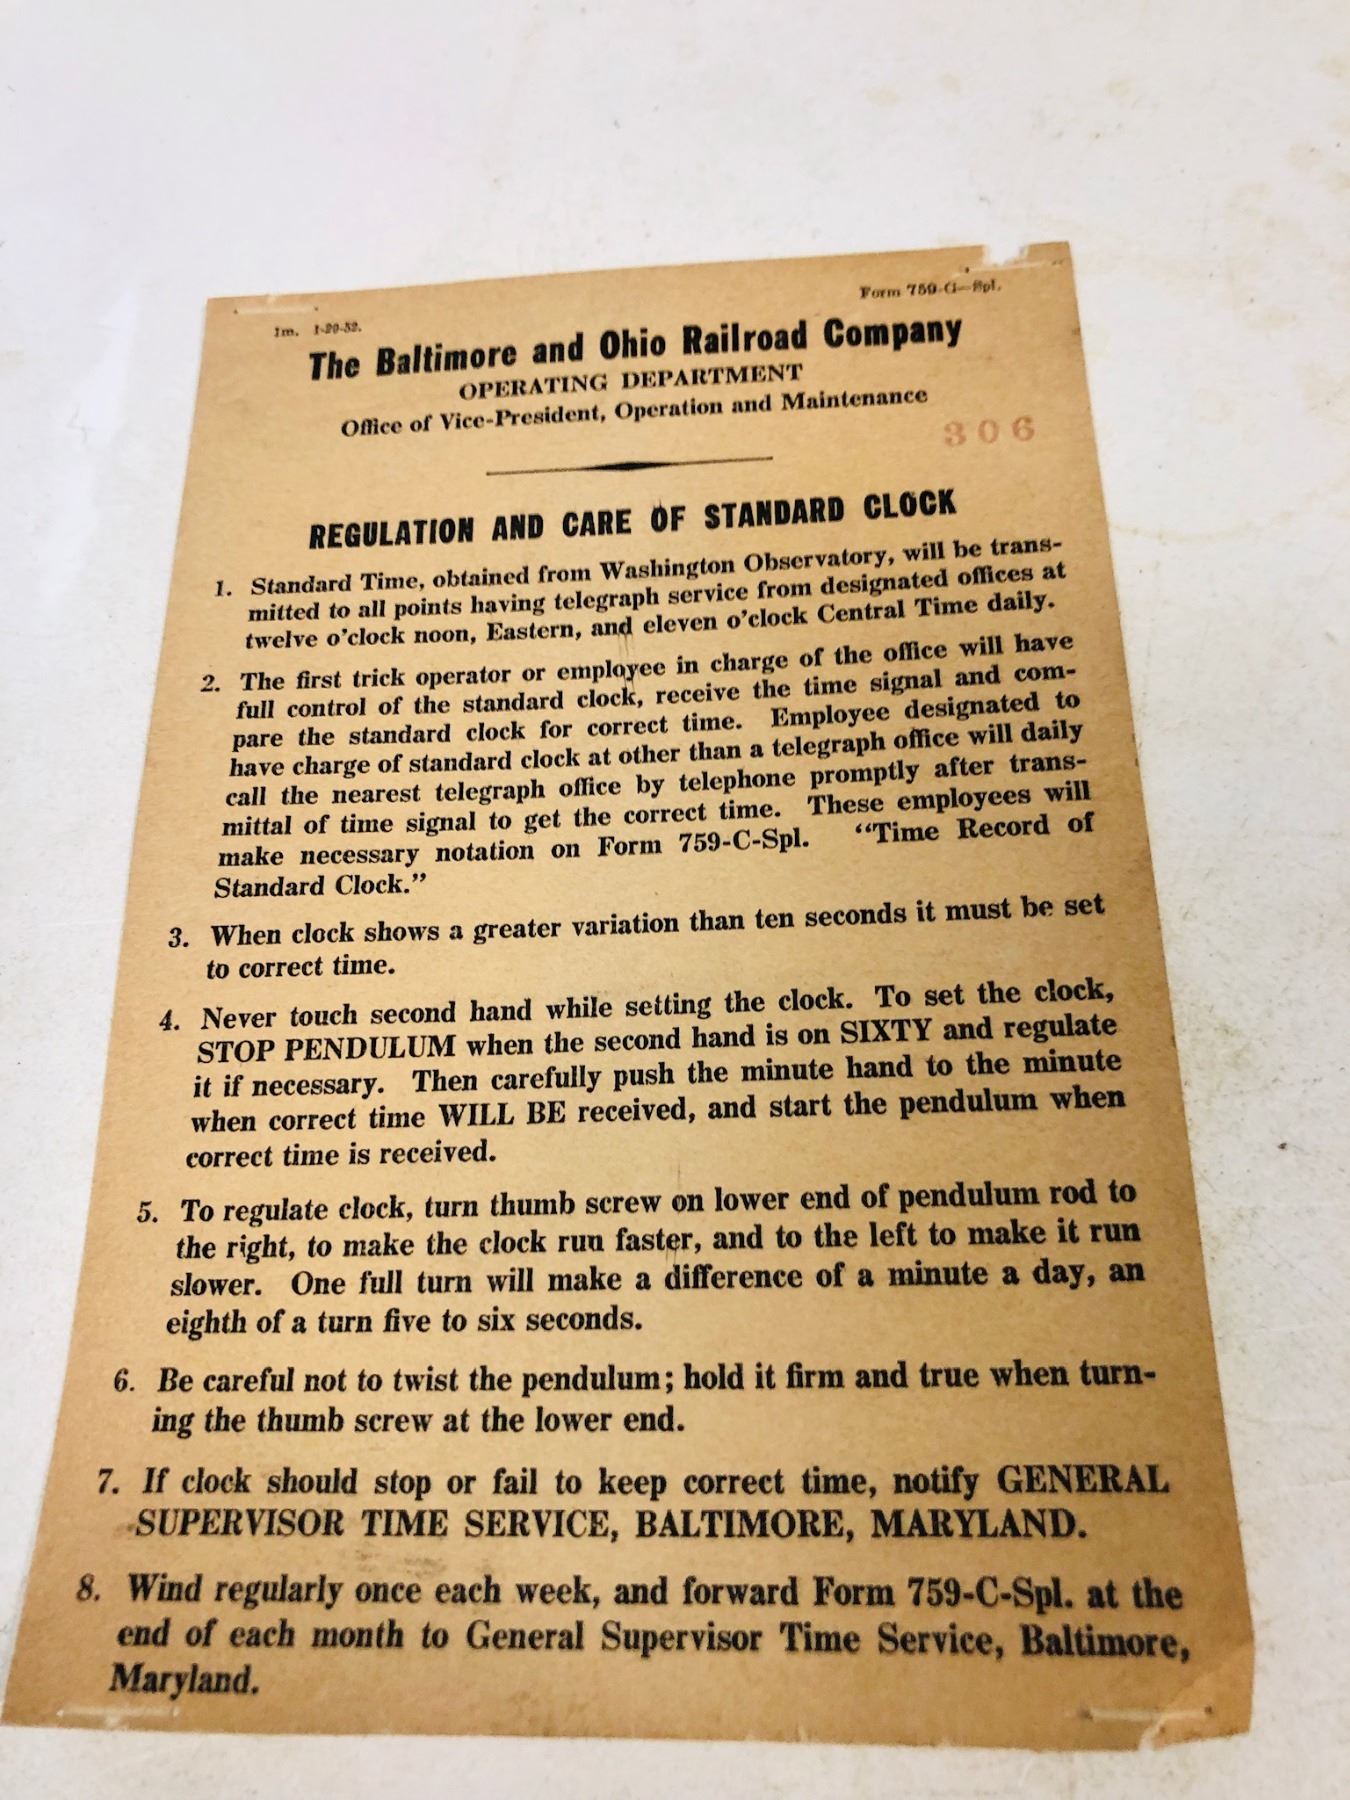 Form 759-G—Spl.
1m. 1-29-52.
The Baltimore and Ohio Railroad Company
OPERATING DEPARTMENT
Office of Vice-President, Operation and Maintenance
306
REGULATION AND CARE OF STANDARD CLOCK
1. Standard Time, obtained from Washington Observatory, will be trans-
mitted to all points having telegraph service from designated offices at
twelve o'clock noon, Eastern, and eleven o'clock Central Time daily.
2. The first trick operator or employee in charge of the office will have
full control of the standard clock, receive the time signal and com-
pare the standard clock for correct time. Employee designated to
have charge of standard clock at other than a telegraph office will daily
call the nearest telegraph office by telephone promptly after trans-
mittal of time signal to get the correct time. These employees will
make necessary notation on Form 759-C-Spl. "Time Record of
Standard Clock."
3. When clock shows a greater variation than ten seconds it must be set
to correct time.
4. Never touch second hand while setting the clock. To set the clock,
STOP PENDULUM when the second hand is on SIXTY and regulate
it if necessary. Then carefully push the minute hand to the minute
when correct time WILL BE received, and start the pendulum when
correct time is received.
5. To regulate clock, turn thumb screw on lower end of pendulum rod to
the right, to make the clock run faster, and to the left to make it run
slower. One full turn will make a difference of a minute a day, an
eighth of a turn five to six seconds.
6. Be careful not to twist the pendulum; hold it firm and true when turn-
ing the thumb screw at the lower end.
7. If clock should stop or fail to keep correct time, notify GENERAL
SUPERVISOR TIME SERVICE, BALTIMORE, MARYLAND.
8. Wind regularly once each week, and forward Form 759-C-Spl. at the
end of each month to General Supervisor Time Service, Baltimore,
Maryland.